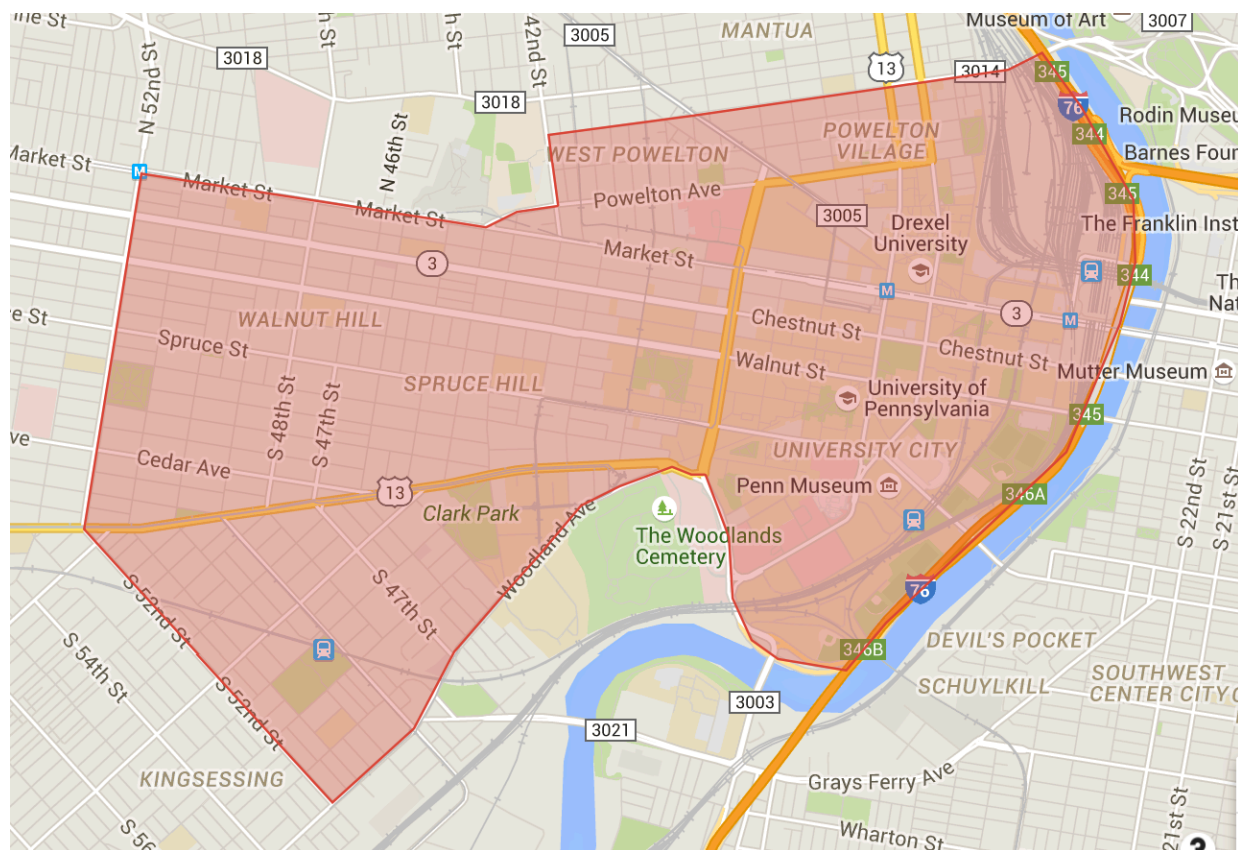 ine St
3018
N 52nd St
42nd St
3005
MANTUA
Museum of Art
3007
13
3014
345
76
344
3018
N 46th St
Rodin Museu
POWELTON
VILLAGE
Barnes Foun
Market St
M
Market St
WEST POWELTON
Powelton Ave
345
Market St
3005
Drexel
University
The Franklin Inst
Market St
3
344
M
3
M
e St
WALNUT HILL
Spruce St
Chestnut St
Chestnut St
Walnut St
Mutter Museum
SPRUCE HILL
University of
Pennsylvania
345
S 48th St
S 47th St
ve
Cedar Ave
UNIVERSITY CITY
13
Penn Museum
346A
S 22nd St
S 21st St
Clark Park
Woodland Ave
The Woodlands
Cemetery
S 52nd St
S 47th St
76
346B
DEVIL'S POCKET
S 54th St
SCHUYLKILL
SOUTHWEST
CENTER CITY
S 52nd St
3003
3021
KINGSESSING
Grays Ferry Ave
S 56
Wharton St
21st St
3